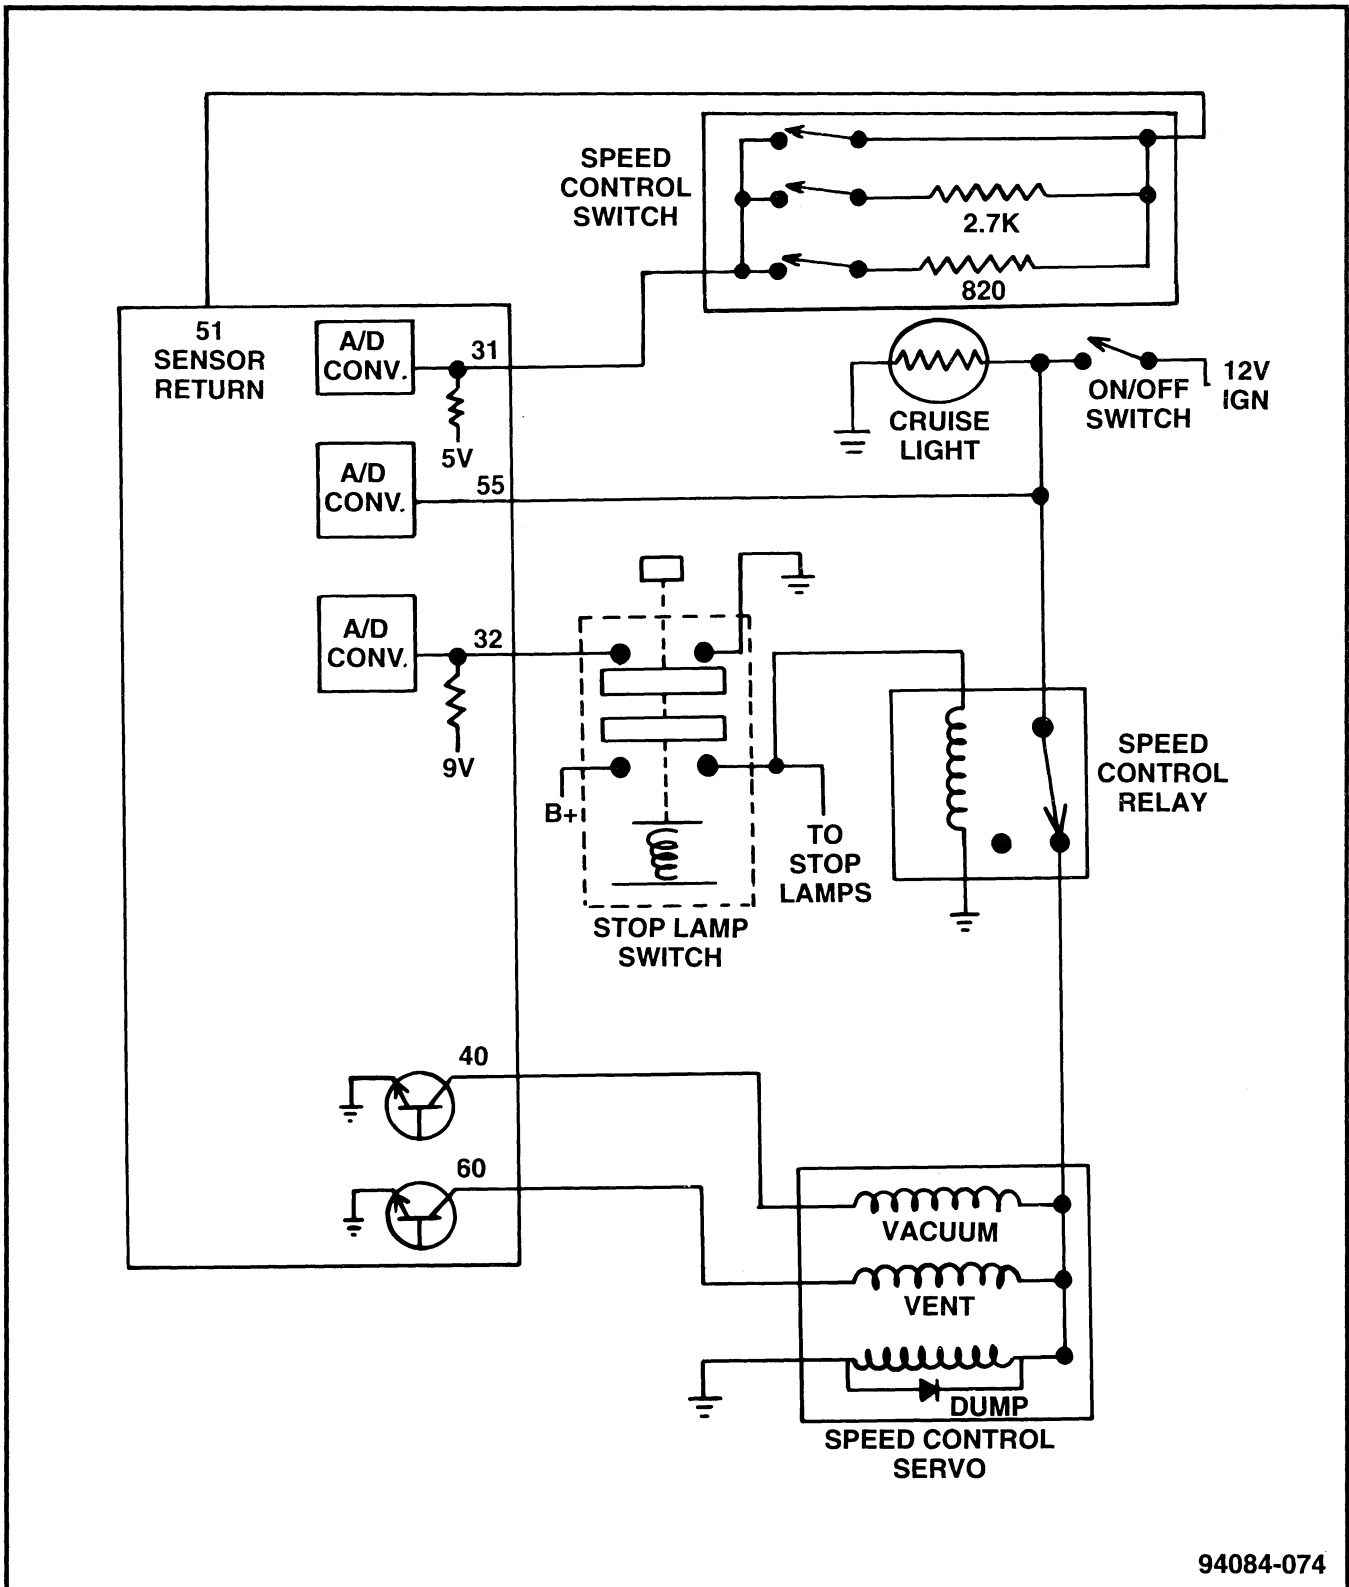 SPEED
CONTROL
SWITCH
2.7K
820
51
SENSOR
RETURN
A/D
CONV.
31
5V
CRUISE
LIGHT
ON/OFF
SWITCH
12V
IGN
A/D
CONV.
55
A/D
CONV.
32
9V
B+
TO
STOP
LAMPS
SPEED
CONTROL
RELAY
STOP LAMP
SWITCH
40
60
VACUUM
VENT
DUMP
SPEED CONTROL
SERVO
94084-074